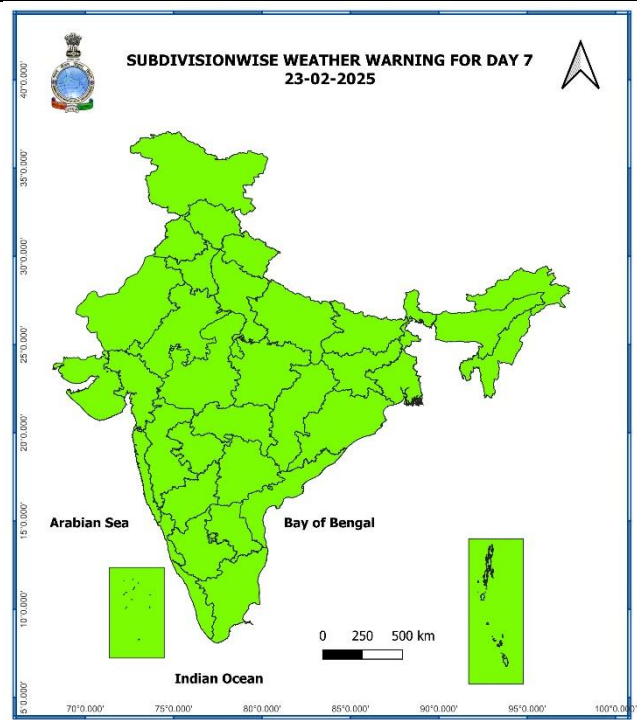 SUBDIVISIONWISE WEATHER WARNING FOR DAY 7
23-02-2025
40°0.000'
35°0.000'
30°0.000'
25°0.000'
20°0.000'
15°0.000'
10°0.000'
5°0.000'
Arabian Sea
Bay of Bengal
0 250 500 km
Indian Ocean
70°0.000' 75°0.000' 80°0.000' 85°0.000' 90°0.000' 95°0.000' 100°0.000'